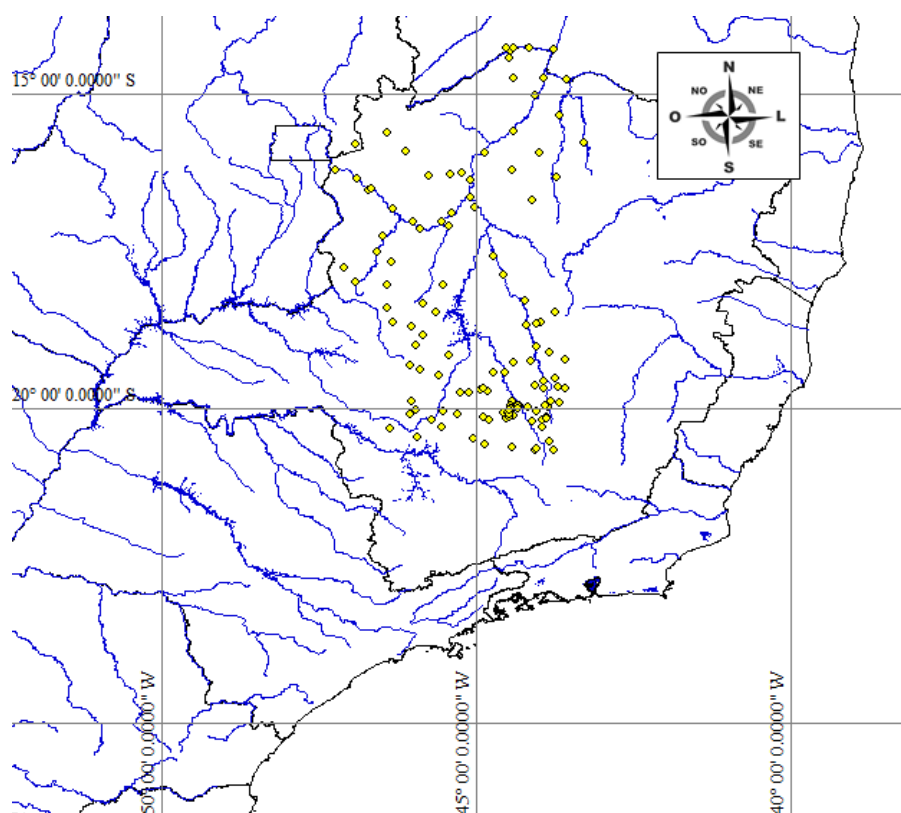 15° 00' 0.0000" S
N
NO
NE
O
L
SO
SE
S
20° 00' 0.0000" S
50° 00' 0.0000" W
45° 00' 0.0000" W
40° 00' 0.0000" W